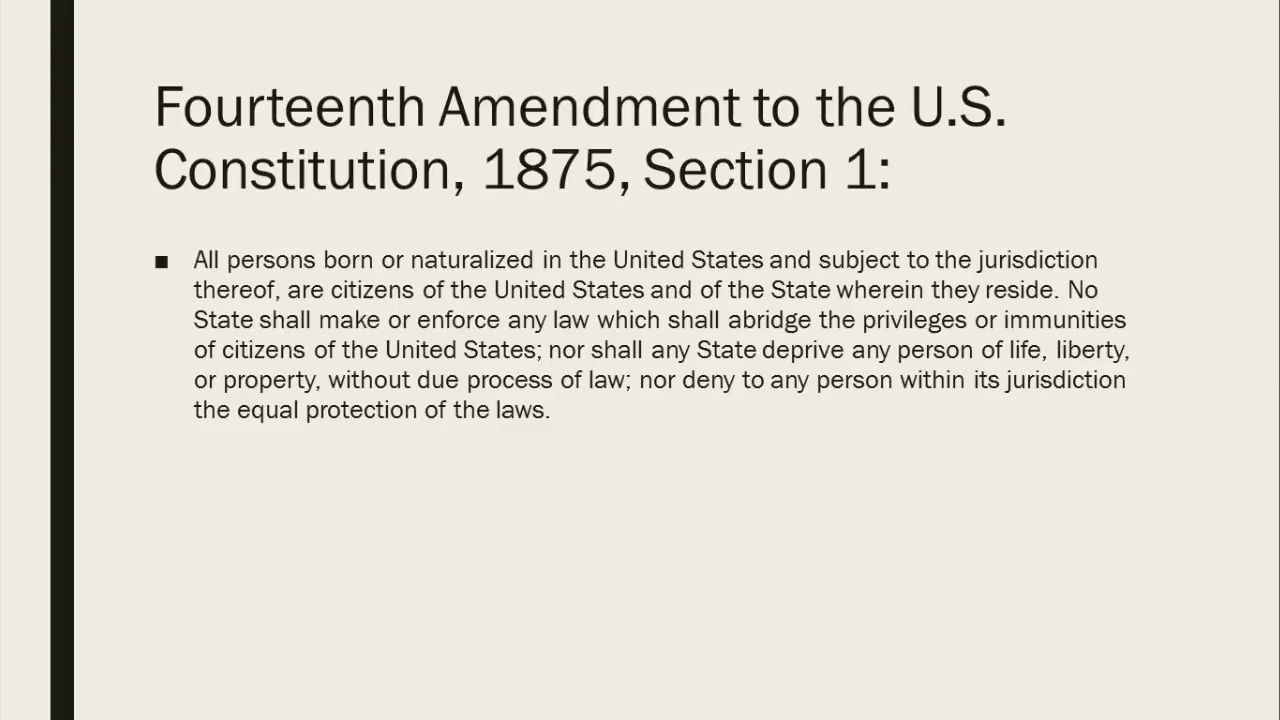 Fourteenth Amendment to the U.S.
Constitution, 1875, Section 1:
■ All persons born or naturalized in the United States and subject to the jurisdiction
thereof, are citizens of the United States and of the State wherein they reside. No
State shall make or enforce any law which shall abridge the privileges or immunities
of citizens of the United States; nor shall any State deprive any person of life, liberty,
or property, without due process of law; nor deny to any person within its jurisdiction
the equal protection of the laws.